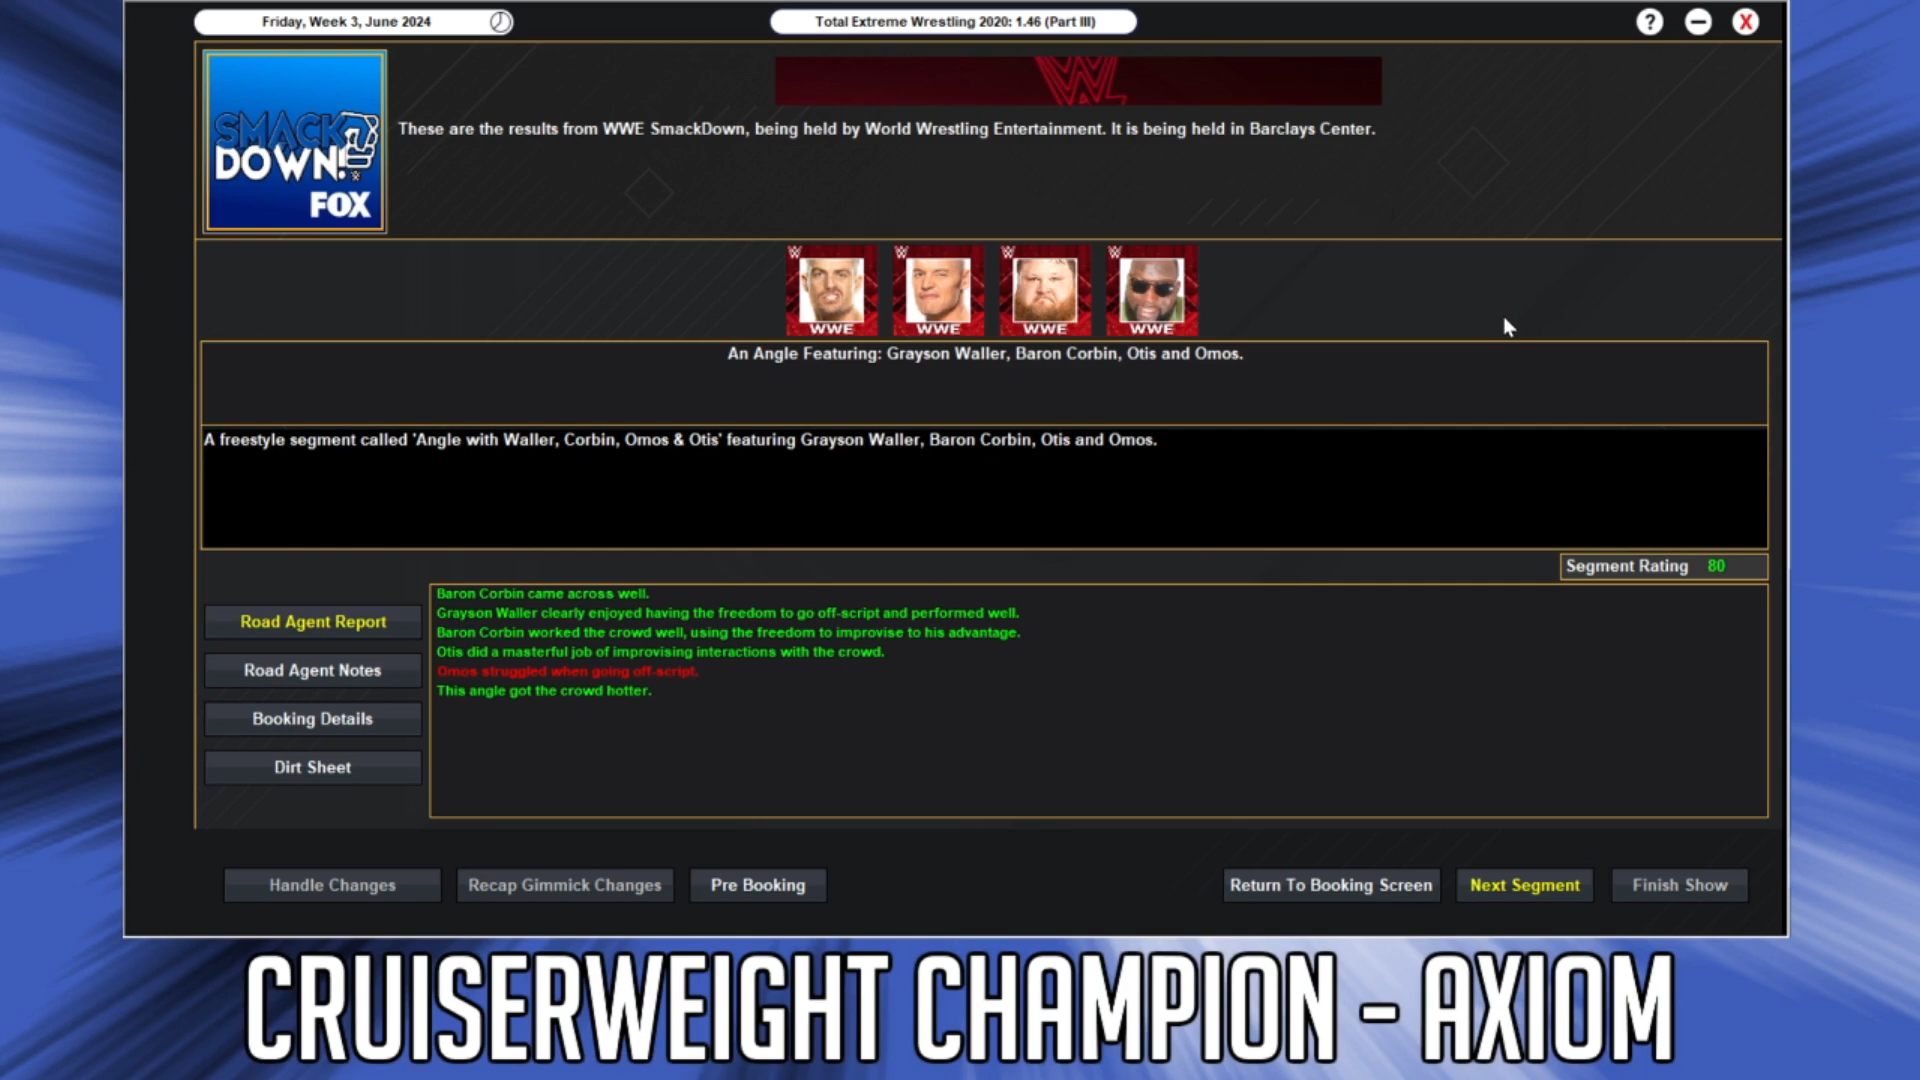 Friday, Week 3, June 2024
Total Extreme Wrestling 2020: 1.46 (Part III)
? X
SMACK
DOWN!
FOX
These are the results from WWE SmackDown, being held by World Wrestling Entertainment. It is being held in Barclays Center.
WWE WWE WWE WWE
An Angle Featuring: Grayson Waller, Baron Corbin, Otis and Omos.
A freestyle segment called 'Angle with Waller, Corbin, Omos & Otis' featuring Grayson Waller, Baron Corbin, Otis and Omos.
Segment Rating 80
Road Agent Report
Road Agent Notes
Booking Details
Dirt Sheet
Baron Corbin came across well.
Grayson Waller clearly enjoyed having the freedom to go off-script and performed well.
Baron Corbin worked the crowd well, using the freedom to improvise to his advantage.
Otis did a masterful job of improvising interactions with the crowd.
Omos struggled when going off-script.
This angle got the crowd hotter.
Handle Changes
Recap Gimmick Changes
Pre Booking
Return To Booking Screen
Next Segment
Finish Show
CRUISERWEIGHT CHAMPION - AXIOM